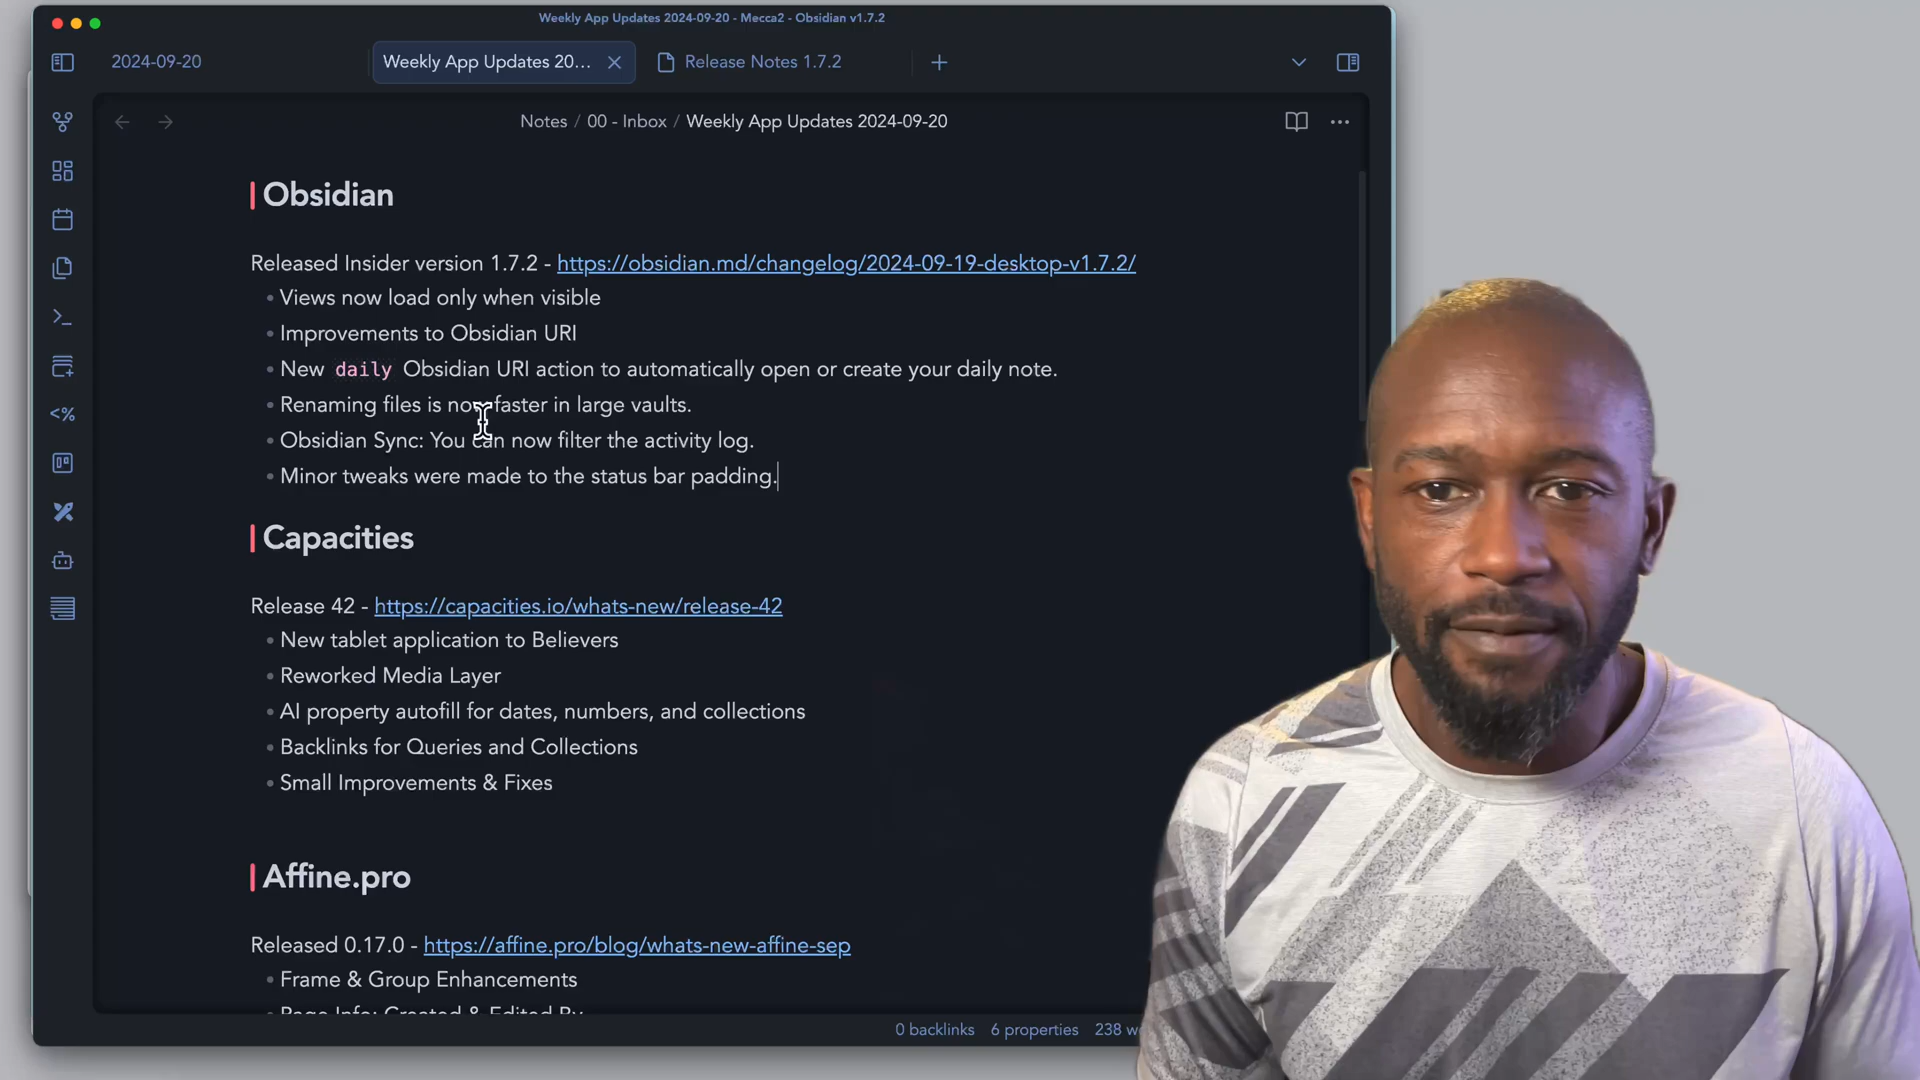 Weekly App Updates 2024-09-20 - Mecca2 - Obsidian v1.7.2
2024-09-20
Weekly App Updates 20...
Release Notes 1.7.2
Notes / 00 - Inbox / Weekly App Updates 2024-09-20
Obsidian
Released Insider version 1.7.2 - https://obsidian.md/changelog/2024-09-19-desktop-v1.7.2/
• Views now load only when visible
• Improvements to Obsidian URI
• New daily Obsidian URI action to automatically open or create your daily note.
• Renaming files is now faster in large vaults.
• Obsidian Sync: You can now filter the activity log.
• Minor tweaks were made to the status bar padding.
Capacities
Release 42 - https://capacities.io/whats-new/release-42
• New tablet application to Believers
• Reworked Media Layer
• AI property autofill for dates, numbers, and collections
• Backlinks for Queries and Collections
• Small Improvements & Fixes
Affine.pro
Released 0.17.0 - https://affine.pro/blog/whats-new-affine-sep
• Frame & Group Enhancements
Page Info: Created & Edited By
0 backlinks 6 properties 238